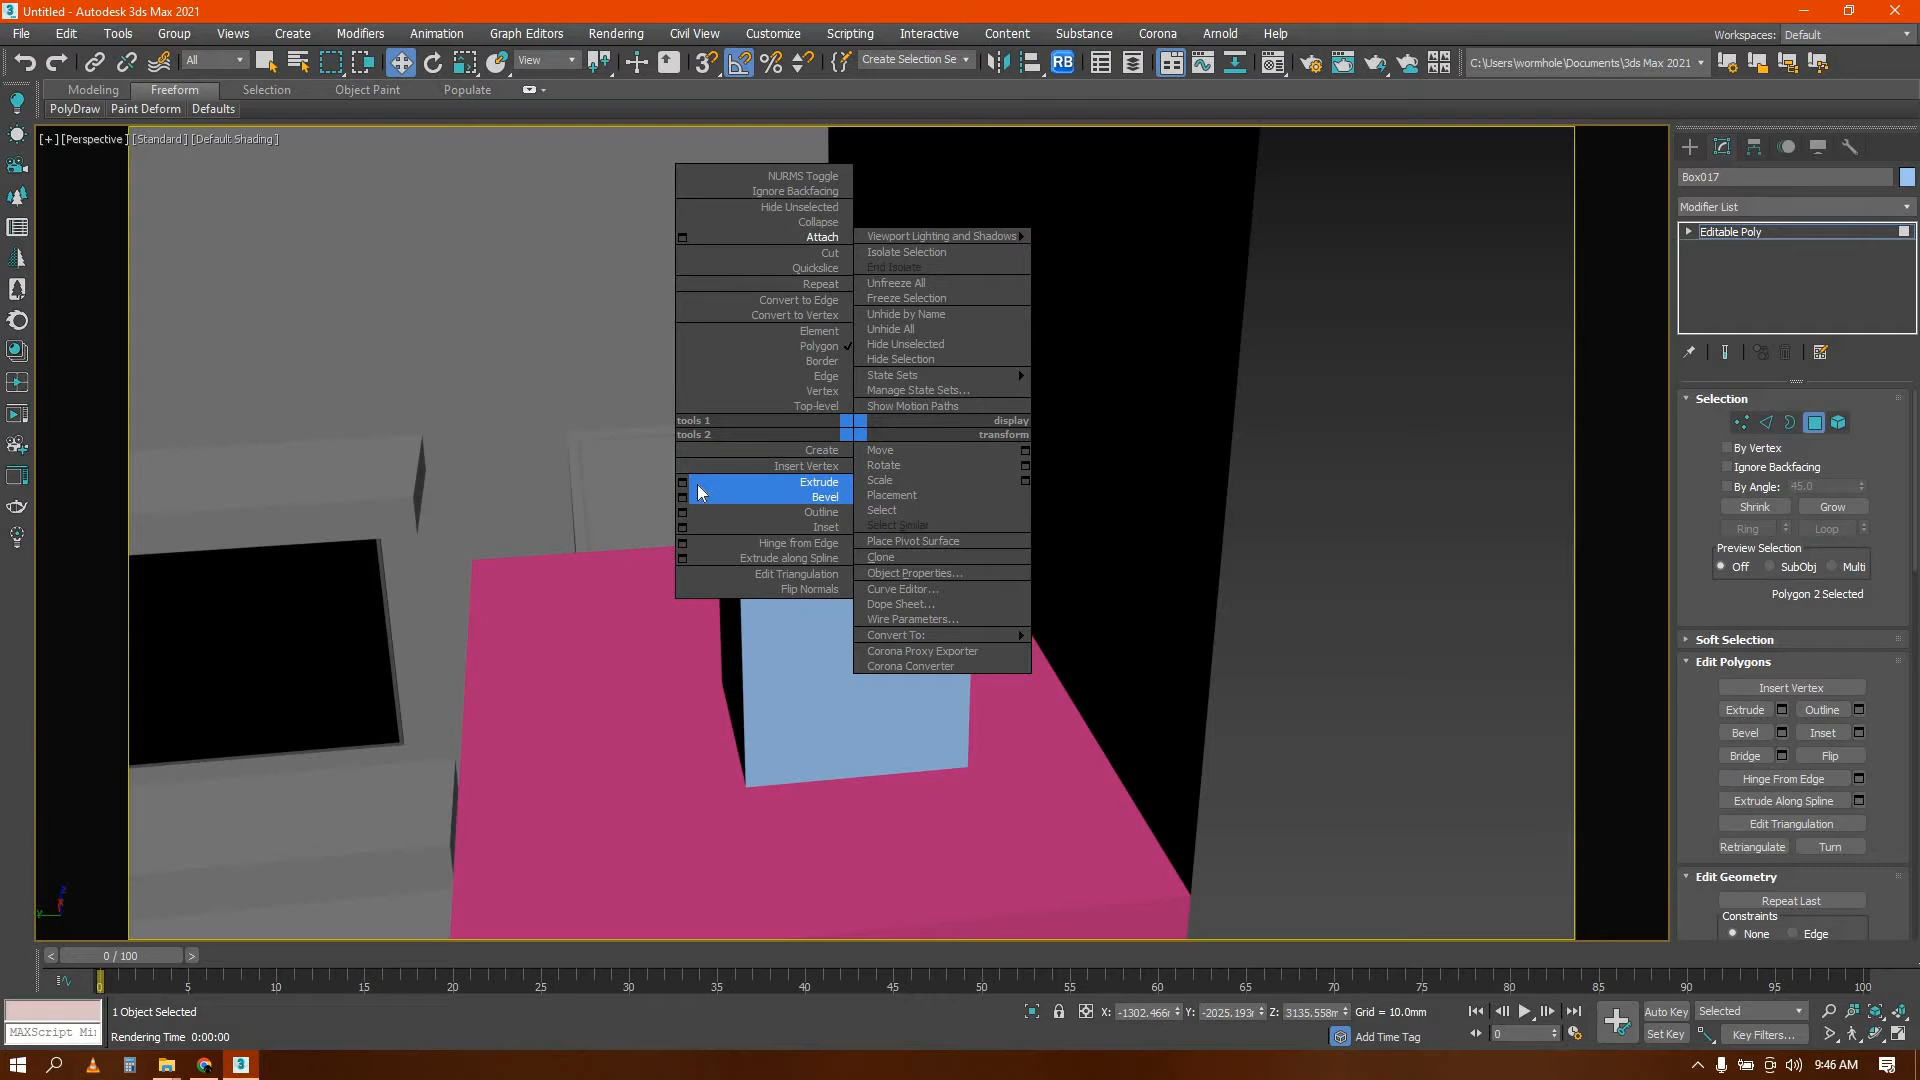 Untitled - Autodesk 3ds Max 2021
File Edit Tools Group Views Create Modifiers Animation Graph Editors Rendering Civil View Customize Scripting Interactive Content Substance Corona Arnold Help
Workspaces: Default
All View Create Selection Se C:\Users\wormhole\Documents\3ds Max 2021
Modeling Freeform Selection Object Paint Populate
PolyDraw Paint Deform Defaults
[+] [Perspective] [Standard] [Default Shading]
NURMS Toggle
Ignore Backfacing
Hide Unselected
Collapse
Attach
Cut
Quickslice
Repeat
Convert to Edge
Convert to Vertex
Element
Polygon
Border
Edge
Vertex
Top-level
tools 1
tools 2
Create
Insert Vertex
Extrude
Bevel
Outline
Inset
Hinge from Edge
Extrude along Spline
Edit Triangulation
Flip Normals
Viewport Lighting and Shadows
Isolate Selection
End Isolate
Unfreeze All
Freeze Selection
Unhide by Name
Unhide All
Hide Unselected
Hide Selection
State Sets
Manage State Sets...
Show Motion Paths
display
transform
Move
Rotate
Scale
Placement
Select
Select Similar
Place Pivot Surface
Clone
Object Properties...
Curve Editor...
Dope Sheet...
Wire Parameters...
Convert To:
Corona Proxy Exporter
Corona Converter
Box017
Modifier List
Editable Poly
Selection
By Vertex
Ignore Backfacing
By Angle: 45.0
Shrink Grow
Ring Loop
Preview Selection
Off SubObj Multi
Polygon 2 Selected
Soft Selection
Edit Polygons
Insert Vertex
Extrude Outline
Bevel Inset
Bridge Flip
Hinge From Edge
Extrude Along Spline
Edit Triangulation
Retriangulate Turn
Edit Geometry
Repeat Last
Constraints
None Edge
z
y
x
< 0 / 100 >
0 5 10 15 20 25 30 35 40 45 50 55 60 65 70 75 80 85 90 95 100
1 Object Selected
X: -1302.466 Y: -2025.193 Z: 3135.558 Grid = 10.0mm
Auto Key Selected
MAXScript Mi
Rendering Time 0:00:00
Add Time Tag
0
Set Key Key Filters...
9:46 AM